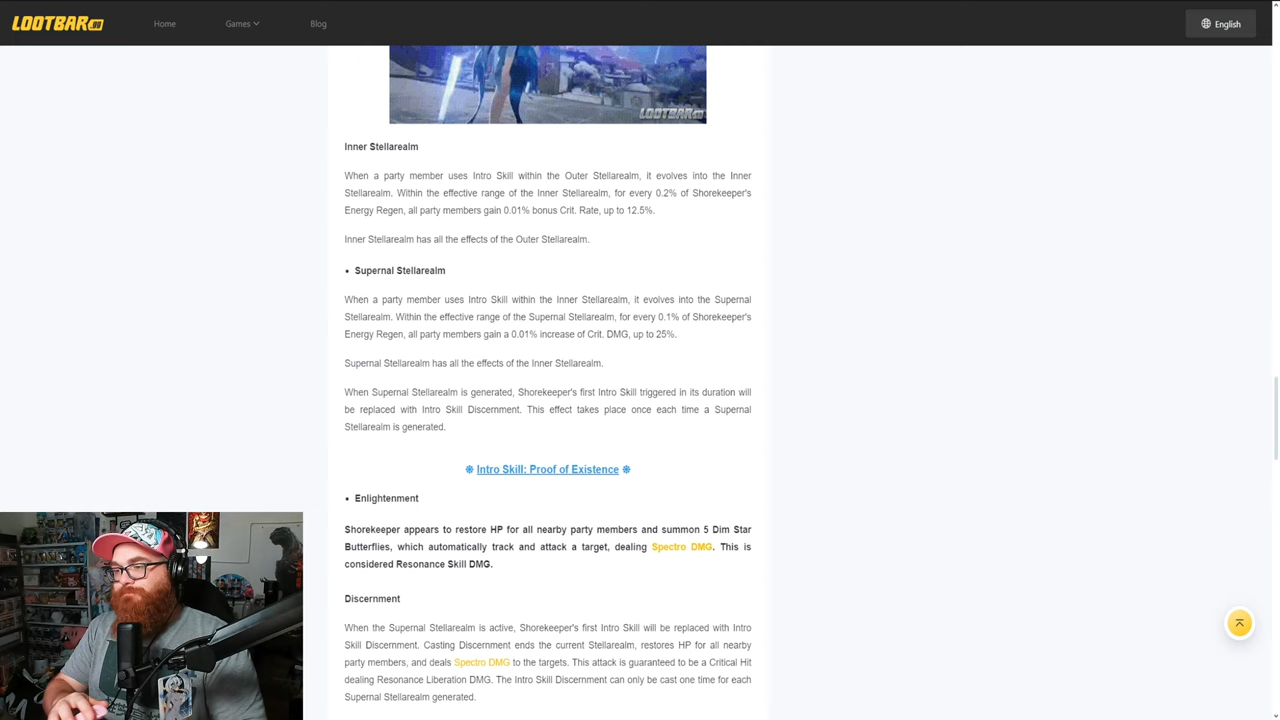 LOOTBAR.GG
Home
Games
Blog
English
LOOTBAR.GG
Inner Stellarealm
When a party member uses Intro Skill within the Outer Stellarealm, it evolves into the Inner
Stellarealm. Within the effective range of the Inner Stellarealm, for every 0.2% of Shorekeeper's
Energy Regen, all party members gain 0.01% bonus Crit. Rate, up to 12.5%.
Inner Stellarealm has all the effects of the Outer Stellarealm.
• Supernal Stellarealm
When a party member uses Intro Skill within the Inner Stellarealm, it evolves into the Supernal
Stellarealm. Within the effective range of the Supernal Stellarealm, for every 0.1% of Shorekeeper's
Energy Regen, all party members gain a 0.01% increase of Crit. DMG, up to 25%.
Supernal Stellarealm has all the effects of the Inner Stellarealm.
When Supernal Stellarealm is generated, Shorekeeper's first Intro Skill triggered in its duration will
be replaced with Intro Skill Discernment. This effect takes place once each time a Supernal
Stellarealm is generated.
❋ Intro Skill: Proof of Existence ❋
• Enlightenment
Shorekeeper appears to restore HP for all nearby party members and summon 5 Dim Star
Butterflies, which automatically track and attack a target, dealing Spectro DMG. This is
considered Resonance Skill DMG.
Discernment
When the Supernal Stellarealm is active, Shorekeeper's first Intro Skill will be replaced with Intro
Skill Discernment. Casting Discernment ends the current Stellarealm, restores HP for all nearby
party members, and deals Spectro DMG to the targets. This attack is guaranteed to be a Critical Hit
dealing Resonance Liberation DMG. The Intro Skill Discernment can only be cast one time for each
Supernal Stellarealm generated.